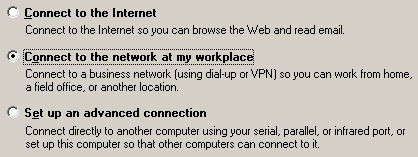 Connect to the Internet
Connect to the Internet so you can browse the Web and read email.
Connect to the network at my workplace
Connect to a business network (using dial-up or VPN) so you can work from home,
a field office, or another location.
Set up an advanced connection
Connect directly to another computer using your serial, parallel, or infrared port, or
set up this computer so that other computers can connect to it.